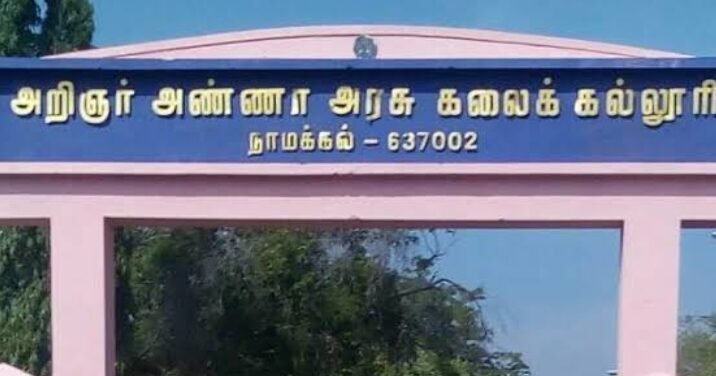 அறிஞர் அண்ணா அரசு கலைக் கல்லூரி
நாமக்கல் - 637002